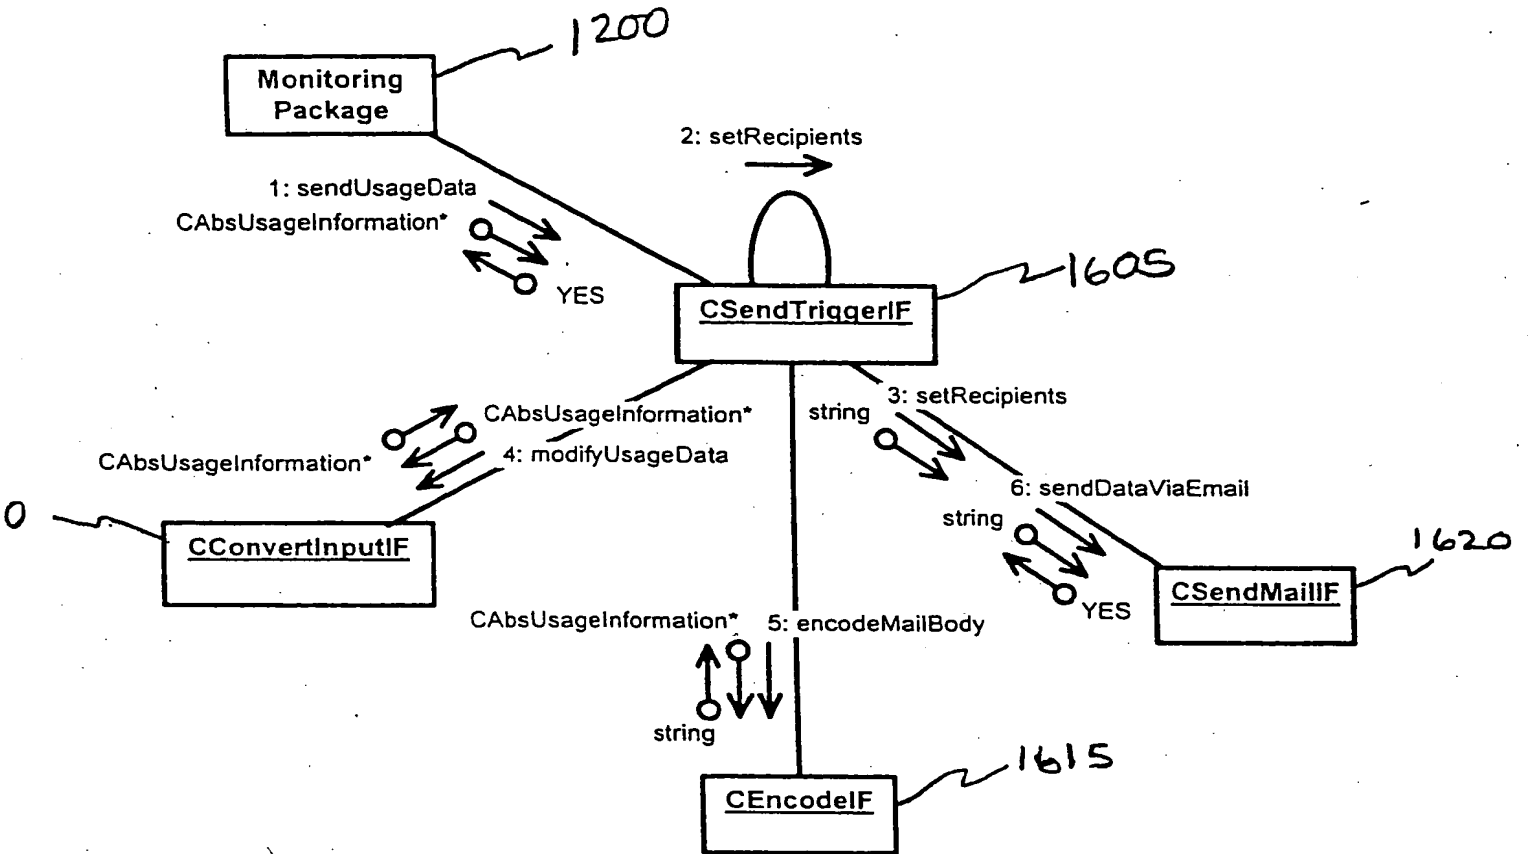 1200
Monitoring
Package
2: setRecipients
1: sendUsageData
CAbsUsageInformation*
YES
1605
CSendTriggerIF
3: setRecipients
string
CAbsUsageInformation*
CAbsUsageInformation*
4: modifyUsageData
6: sendDataViaEmail
string
YES
0
CConvertInputIF
1620
CSendMailIF
CAbsUsageInformation*
5: encodeMailBody
string
1615
CEncodeIF